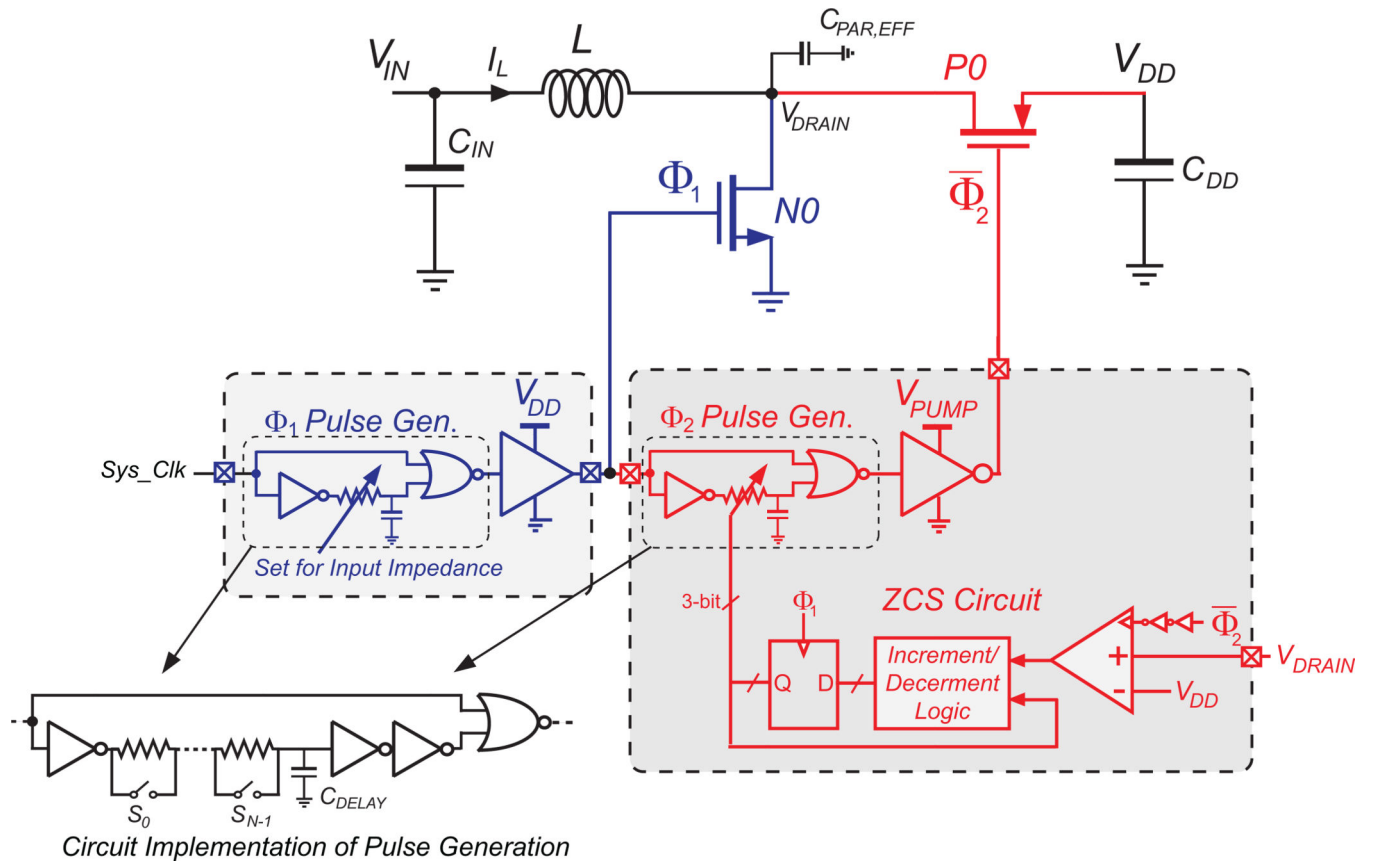 C_PAR,EFF
V_IN
I_L
L
P0
V_DD
V_DRAIN
C_IN
Φ_1
N0
Φ̅_2
C_DD
Φ_1 Pulse Gen.
V_DD
Φ_2 Pulse Gen.
V_PUMP
Sys_Clk
Set for Input Impedance
3-bit
Φ_1
ZCS Circuit
Φ̅_2
Q
D
Increment/
Decerment
Logic
+
-
V_DRAIN
V_DD
S_0
S_N-1
C_DELAY
Circuit Implementation of Pulse Generation